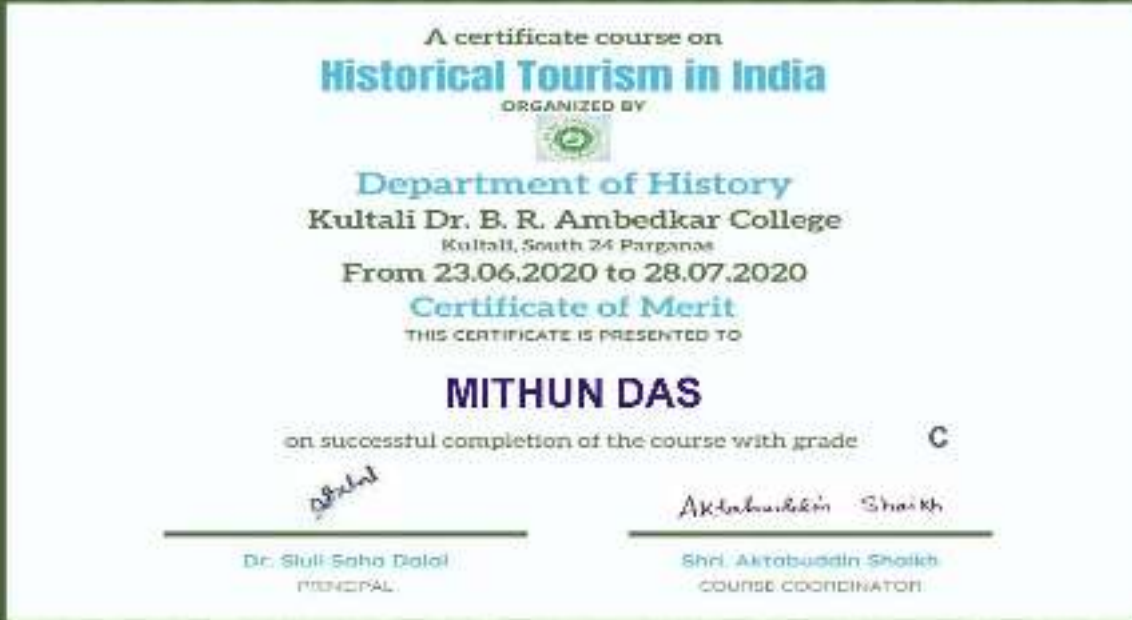 A certificate course on
Historical Tourism in India
ORGANIZED BY
Department of History
Kultali Dr. B. R. Ambedkar College
Kultali, South 24 Parganas
From 23.06.2020 to 28.07.2020
Certificate of Merit
THIS CERTIFICATE IS PRESENTED TO
MITHUN DAS
on successful completion of the course with grade C
Aktabuddin Shaikh
Dr. Siuli Saha Dalal Shri. Aktabuddin Shaikh
PRINCIPAL COURSE COORDINATOR